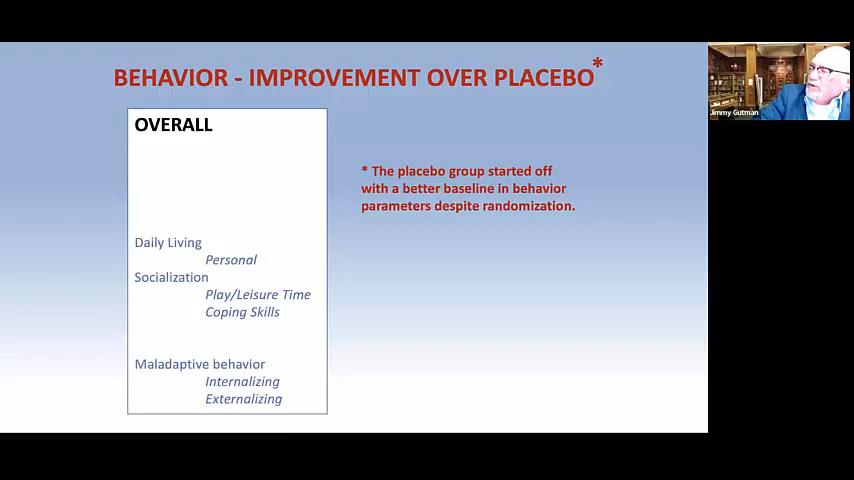 BEHAVIOR - IMPROVEMENT OVER PLACEBO*
OVERALL
* The placebo group started off
with a better baseline in behavior
parameters despite randomization.
Daily Living
Personal
Socialization
Play/Leisure Time
Coping Skills
Maladaptive behavior
Internalizing
Externalizing
Jimmy Gutman